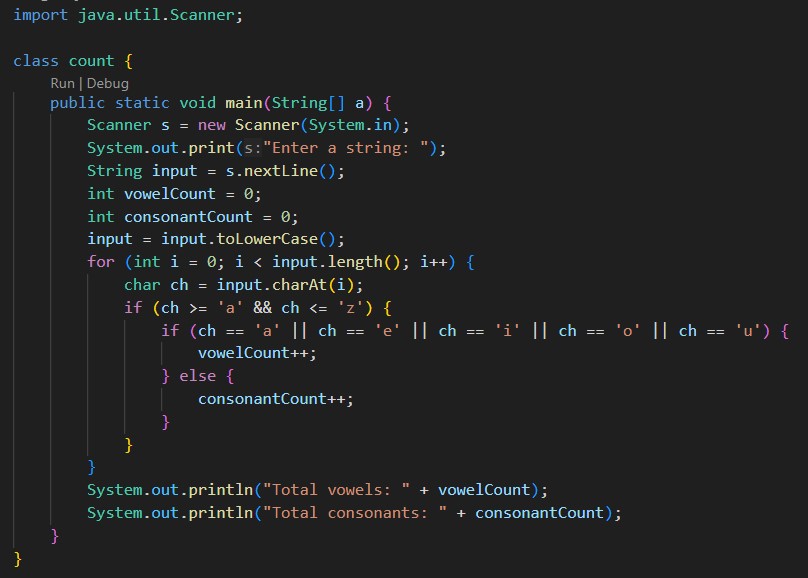 import java.util.Scanner;
class count {
Run | Debug
public static void main(String[] a) {
Scanner s = new Scanner(System.in);
System.out.print(s:"Enter a string: ");
String input = s.nextLine();
int vowelCount = 0;
int consonantCount = 0;
input = input.toLowerCase();
for (int i = 0; i < input.length(); i++) {
char ch = input.charAt(i);
if (ch >= 'a' && ch <= 'z') {
if (ch == 'a' || ch == 'e' || ch == 'i' || ch == 'o' || ch == 'u') {
vowelCount++;
} else {
consonantCount++;
}
}
}
System.out.println("Total vowels: " + vowelCount);
System.out.println("Total consonants: " + consonantCount);
}
}